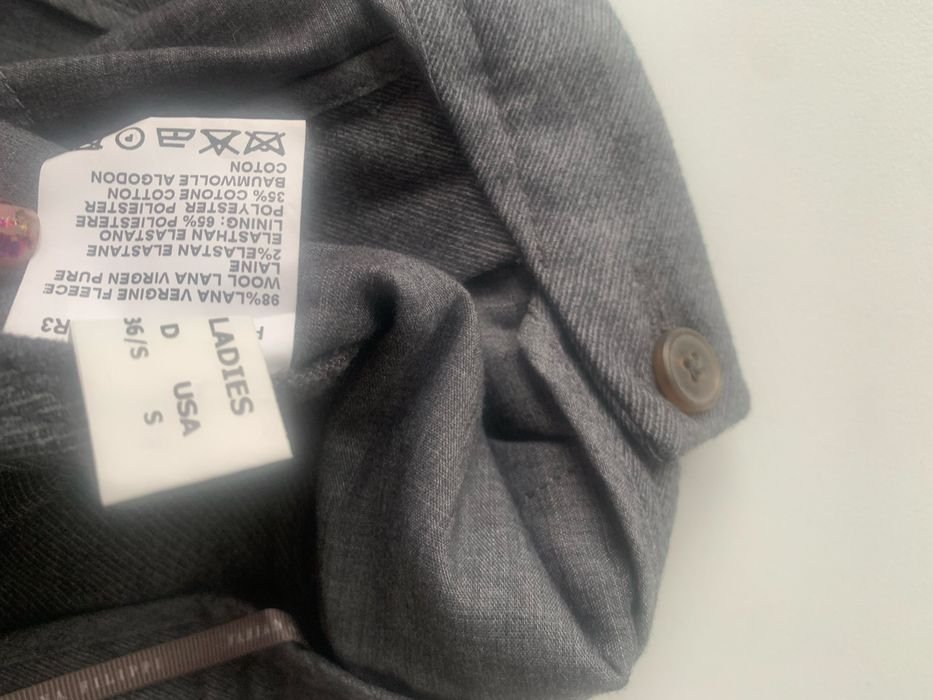 98%LANA VERGINE FLEECE
WOOL LANA VIRGEN PURE
LAINE
2%ELASTAN ELASTANE
ELASTHAN ELASTANO
LINING: 65% POLIESTERE
POLYESTER POLIESTER
35% COTONE COTTON
BAUMWOLLE ALGODON
COTON
LADIES
D USA
36/S S